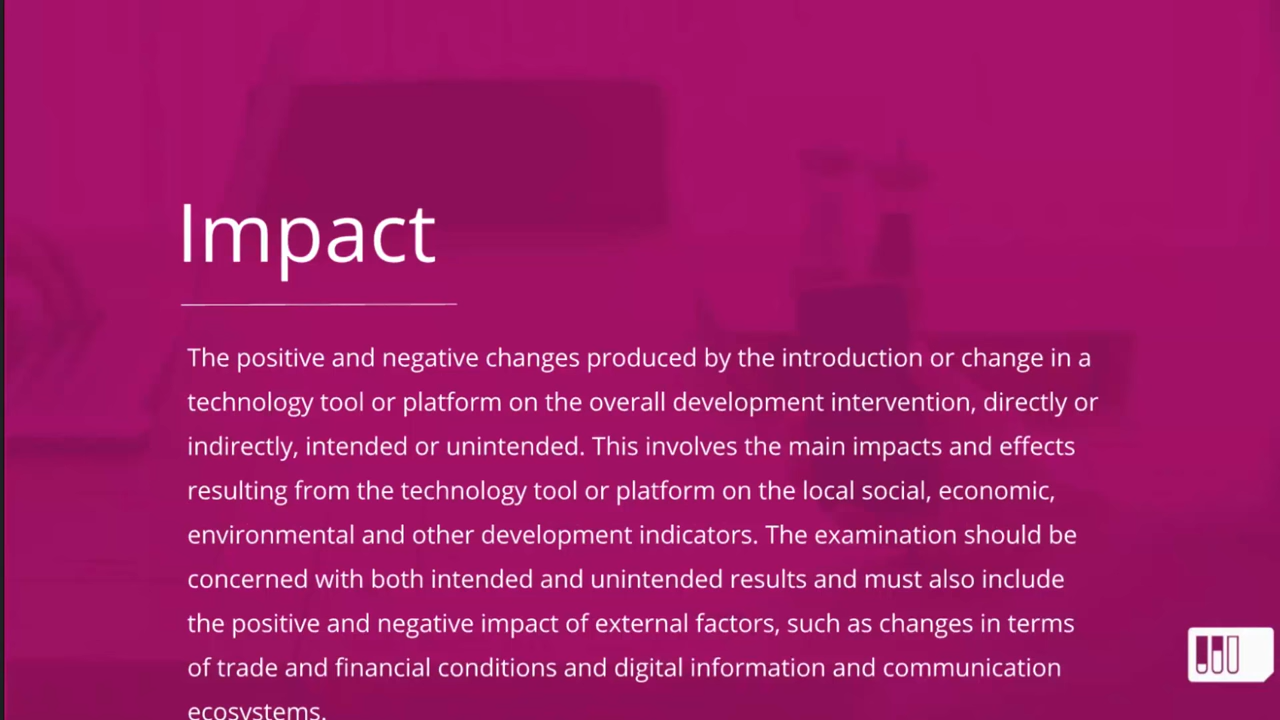 Impact
The positive and negative changes produced by the introduction or change in a
technology tool or platform on the overall development intervention, directly or
indirectly, intended or unintended. This involves the main impacts and effects
resulting from the technology tool or platform on the local social, economic,
environmental and other development indicators. The examination should be
concerned with both intended and unintended results and must also include
the positive and negative impact of external factors, such as changes in terms
of trade and financial conditions and digital information and communication
ecosystems.